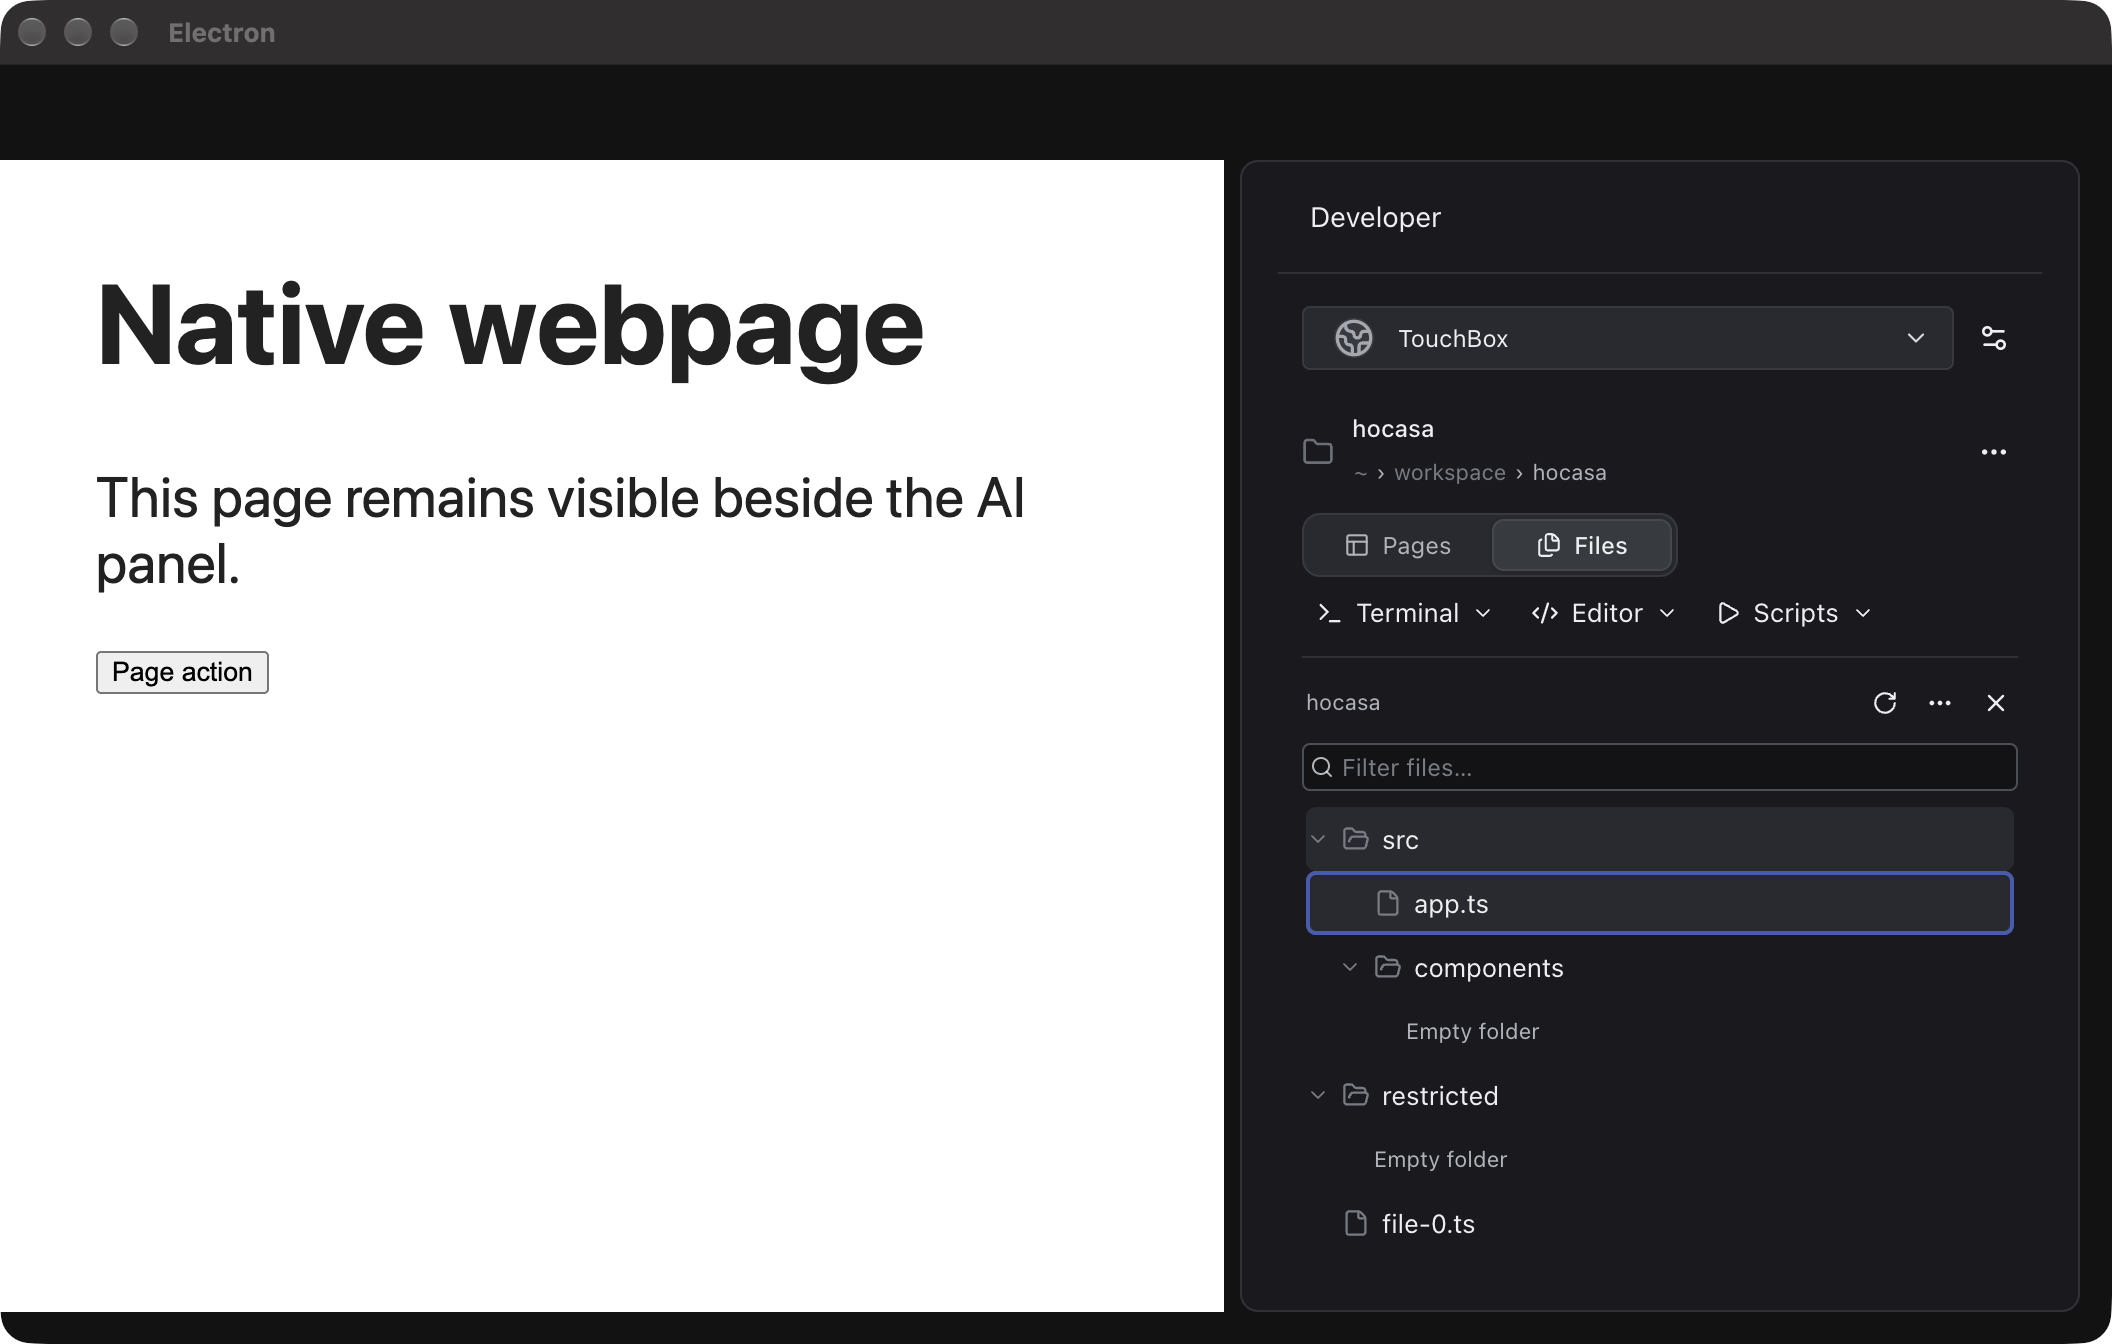 Electron
Native webpage
This page remains visible beside the AI
panel.
Page action
Developer
TouchBox
hocasa
~ › workspace › hocasa
Pages Files
Terminal Editor Scripts
hocasa
Filter files...
src
app.ts
components
Empty folder
restricted
Empty folder
file-0.ts